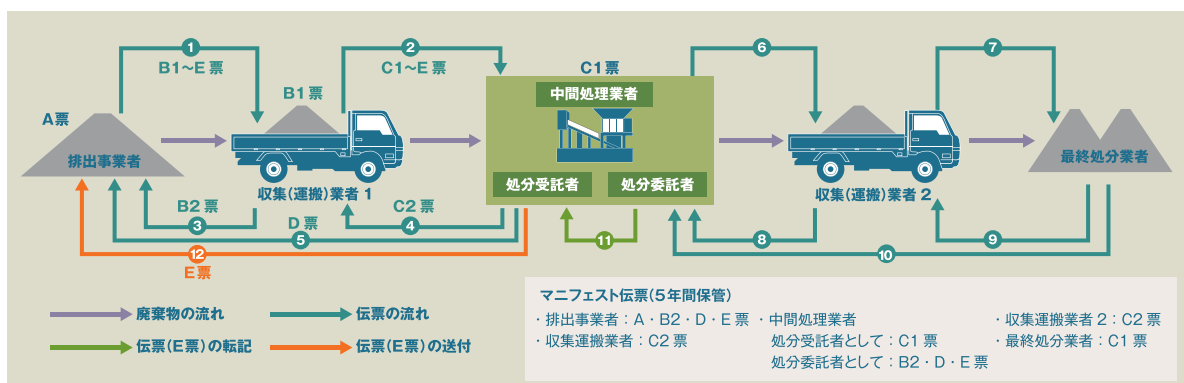 1
2
C1票
6
7
B1~E 票
C1~E 票
B1票
中間処理業者
A票
排出事業者
最終処分業者
処分受託者
処分委託者
収集(運搬)業者 1
収集(運搬)業者 2
B2票
C2票
3
D 票
4
5
11
8
9
12
10
E票
廃棄物の流れ
伝票の流れ
伝票(E票)の転記
伝票(E票)の送付
マニフェスト伝票(5年間保管)
・排出事業者:A・B2・D・E 票
・収集運搬業者:C2 票
・中間処理業者
処分受託者として:C1 票
処分委託者として:B2・D・E 票
・収集運搬業者2:C2 票
・最終処分業者:C1 票